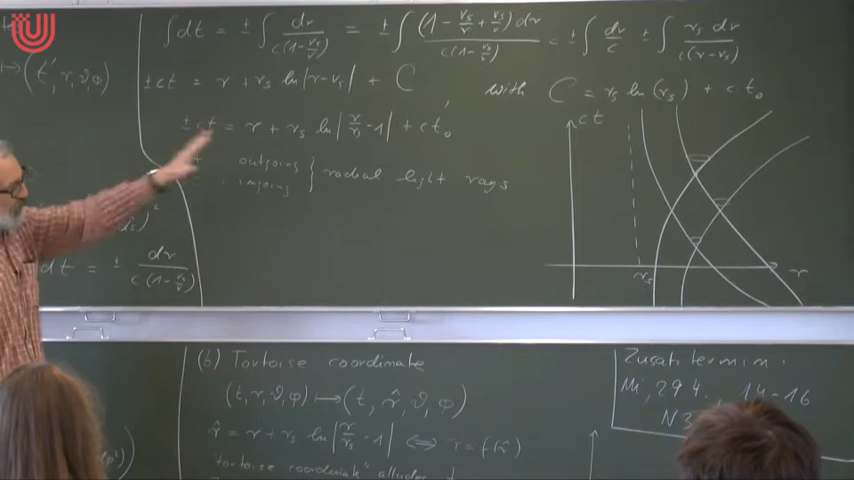 ∫dt = ± ∫ dr / c(1 - r_s/r) = ± ∫ (1 - r_s/r + r_s/r) dr / c(1 - r_s/r) = ± ∫ dr/c ± ∫ r_s dr / c(r - r_s)
↦ (t', r, ϑ, φ)
±ct = r + r_s ln|r - r_s| + C with C = r_s ln(r_s) + c t_0
±ct = r + r_s ln|r/r_s - 1| + ct_0'
outgoing
ingoing } radial light rays
dt = ± dr / c(1 - r_s/r)
ct
r_s
r
(b) Tortoise coordinate
(t, r, ϑ, φ) ↦ (t, r̂, ϑ, φ)
r̂ = r + r_s ln|r/r_s - 1| ⇔ r = f(r̂)
"tortoise coordinate"
Zusatztermin:
Mi, 29.4. 14-16